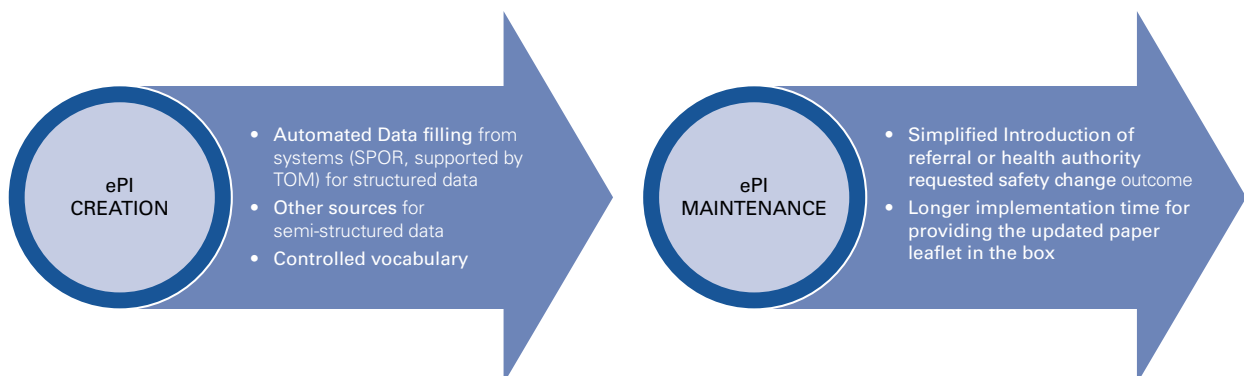 ePI
CREATION
• Automated Data filling from
systems (SPOR, supported by
TOM) for structured data
• Other sources for
semi-structured data
• Controlled vocabulary
ePI
MAINTENANCE
• Simplified Introduction of
referral or health authority
requested safety change outcome
• Longer implementation time for
providing the updated paper
leaflet in the box